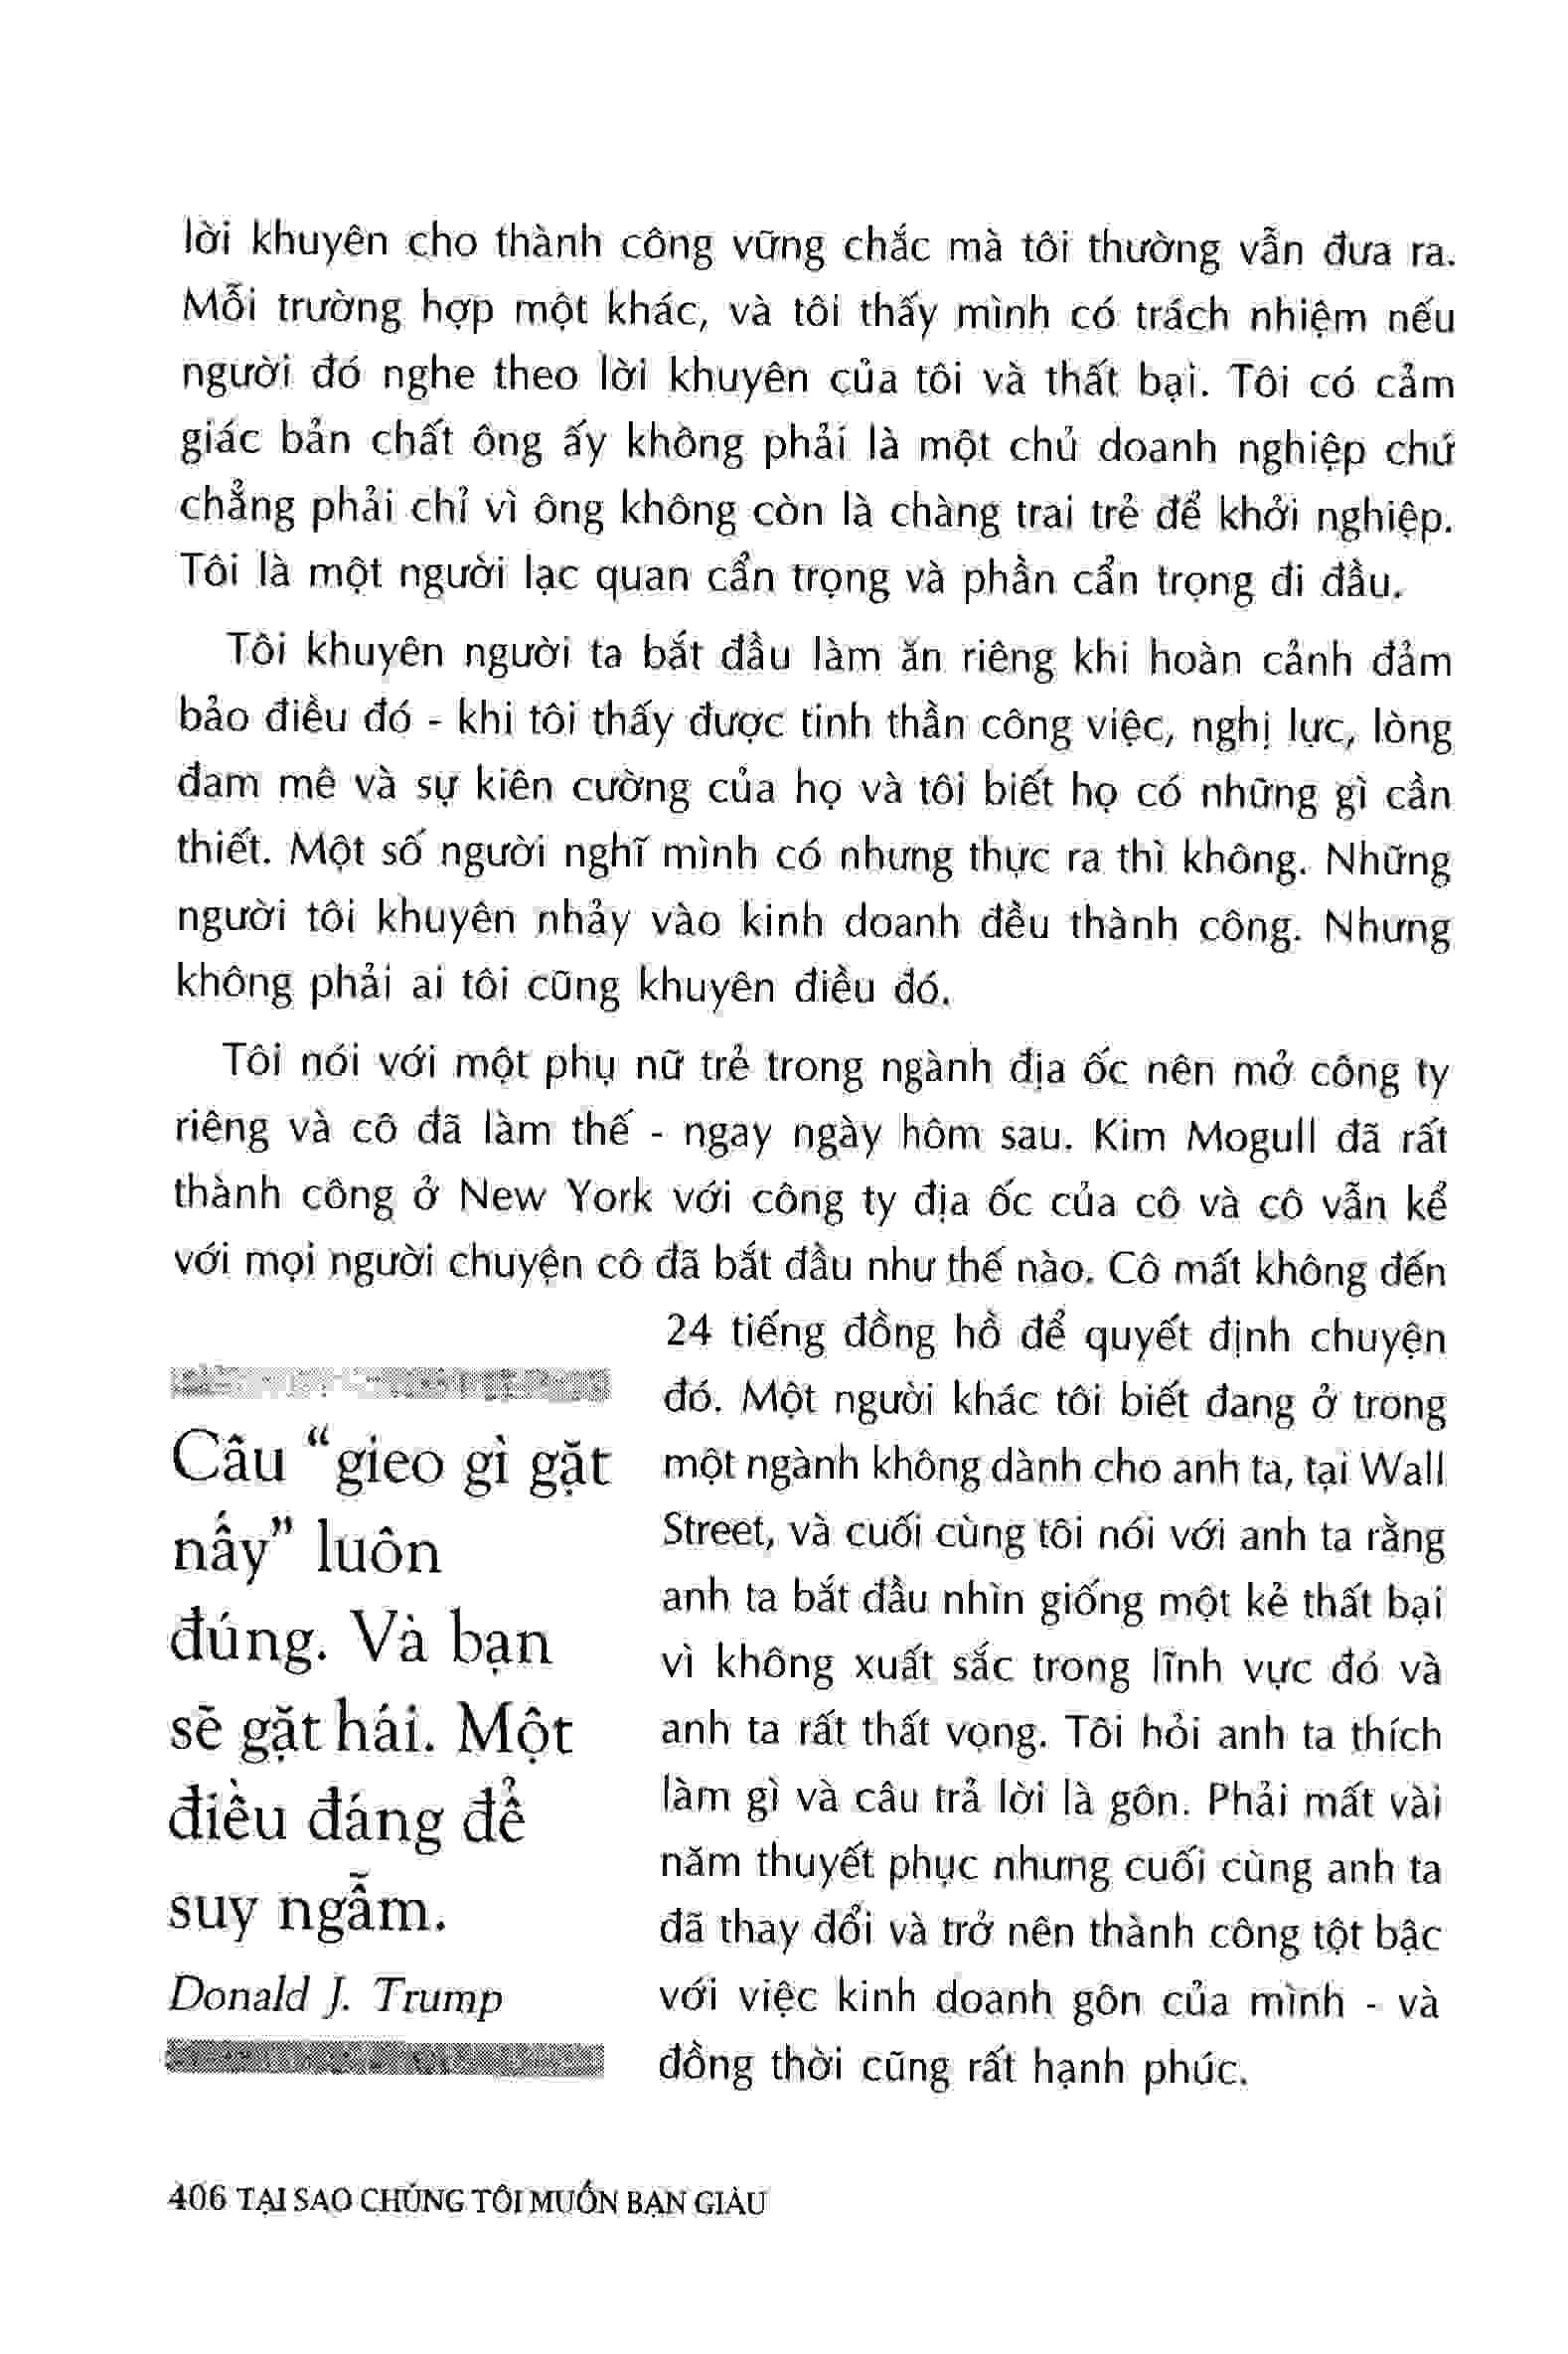 lời khuyên cho thành công vững chắc mà tôi thường vẫn đưa ra.
Mỗi trường hợp một khác, và tôi thấy mình có trách nhiệm nếu
người đó nghe theo lời khuyên của tôi và thất bại. Tôi có cảm
giác bản chất ông ấy không phải là một chủ doanh nghiệp chứ
chẳng phải chỉ vì ông không còn là chàng trai trẻ để khởi nghiệp.
Tôi là một người lạc quan cẩn trọng và phần cẩn trọng đi đầu.
Tôi khuyên người ta bắt đầu làm ăn riêng khi hoàn cảnh đảm
bảo điều đó - khi tôi thấy được tinh thần công việc, nghị lực, lòng
đam mê và sự kiên cường của họ và tôi biết họ có những gì cần
thiết. Một số người nghĩ mình có nhưng thực ra thì không. Những
người tôi khuyên nhảy vào kinh doanh đều thành công. Nhưng
không phải ai tôi cũng khuyên điều đó.
Tôi nói với một phụ nữ trẻ trong ngành địa ốc nên mở công ty
riêng và cô đã làm thế - ngay ngày hôm sau. Kim Mogull đã rất
thành công ở New York với công ty địa ốc của cô và cô vẫn kể
với mọi người chuyện cô đã bắt đầu như thế nào. Cô mất không đến
24 tiếng đồng hồ để quyết định chuyện
đó. Một người khác tôi biết đang ở trong
một ngành không dành cho anh ta, tại Wall
Street, và cuối cùng tôi nói với anh ta rằng
anh ta bắt đầu nhìn giống một kẻ thất bại
vì không xuất sắc trong lĩnh vực đó và
anh ta rất thất vọng. Tôi hỏi anh ta thích
làm gì và câu trả lời là gôn. Phải mất vài
năm thuyết phục nhưng cuối cùng anh ta
đã thay đổi và trở nên thành công tột bậc
với việc kinh doanh gôn của mình - và
đồng thời cũng rất hạnh phúc.
Câu “gieo gì gặt
nấy” luôn
đúng. Và bạn
sẽ gặt hái. Một
điều đáng để
suy ngẫm.
Donald J. Trump
406 TẠI SAO CHÚNG TÔI MUỐN BẠN GIÀU